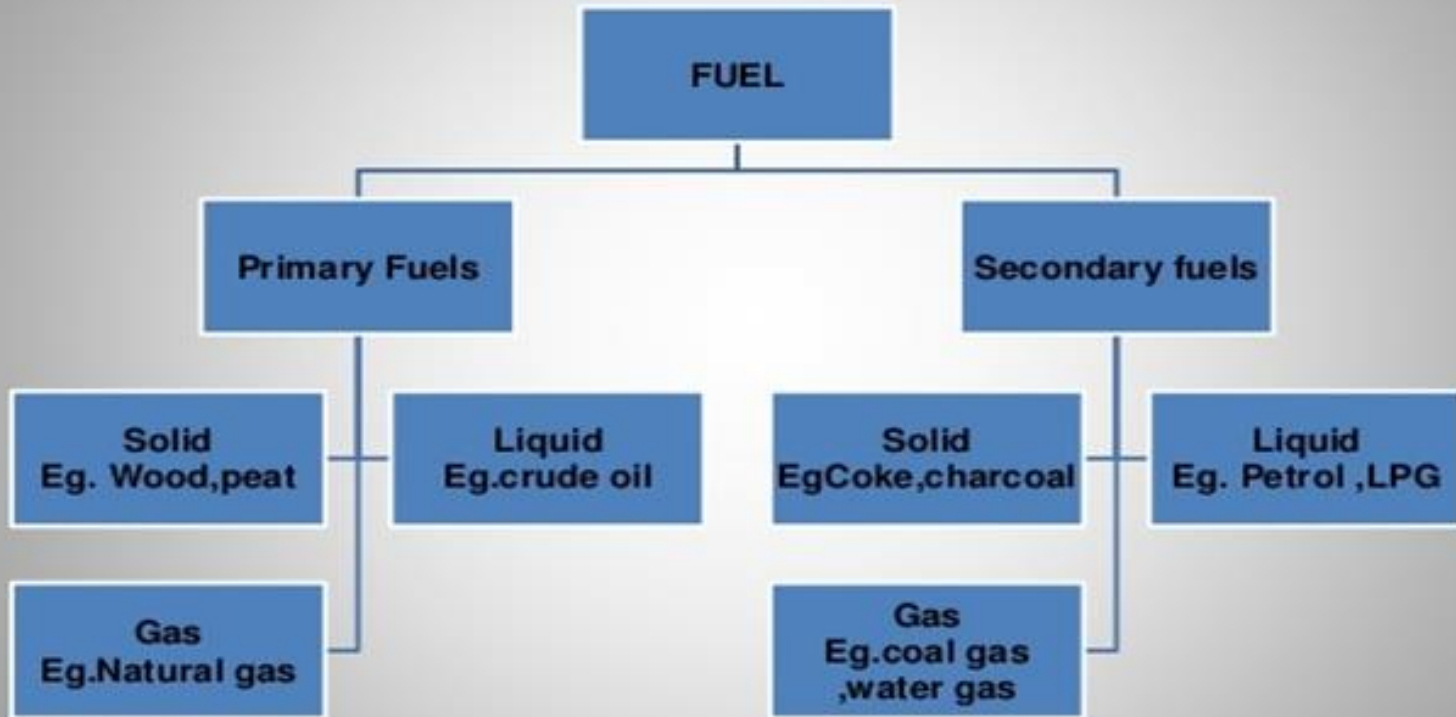 FUEL
Primary Fuels
Secondary fuels
Solid
Eg. Wood,peat
Liquid
Eg.crude oil
Solid
EgCoke,charcoal
Liquid
Eg. Petrol ,LPG
Gas
Eg.Natural gas
Gas
Eg.coal gas
,water gas